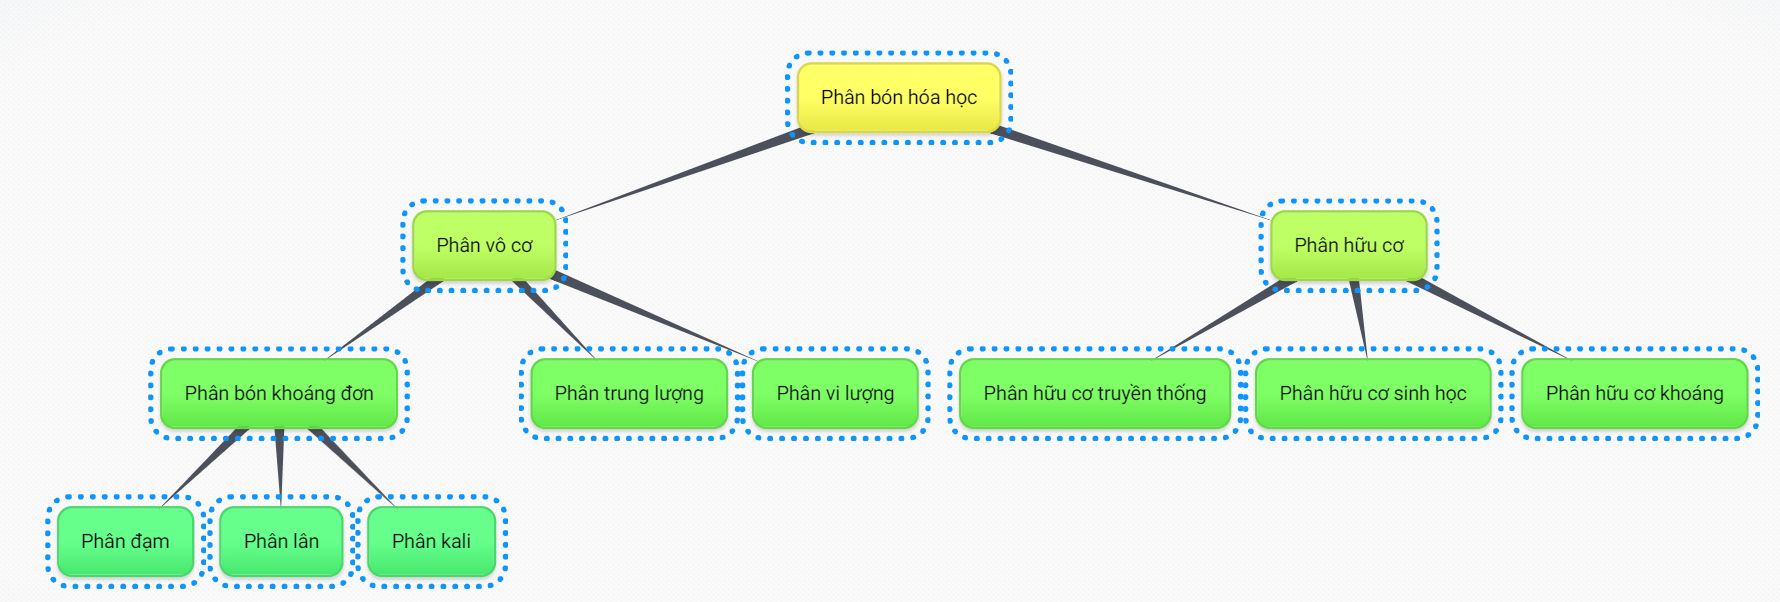 Phân bón hóa học
Phân vô cơ
Phân hữu cơ
Phân bón khoáng đơn
Phân trung lượng
Phân vi lượng
Phân hữu cơ truyền thống
Phân hữu cơ sinh học
Phân hữu cơ khoáng
Phân đạm
Phân lân
Phân kali